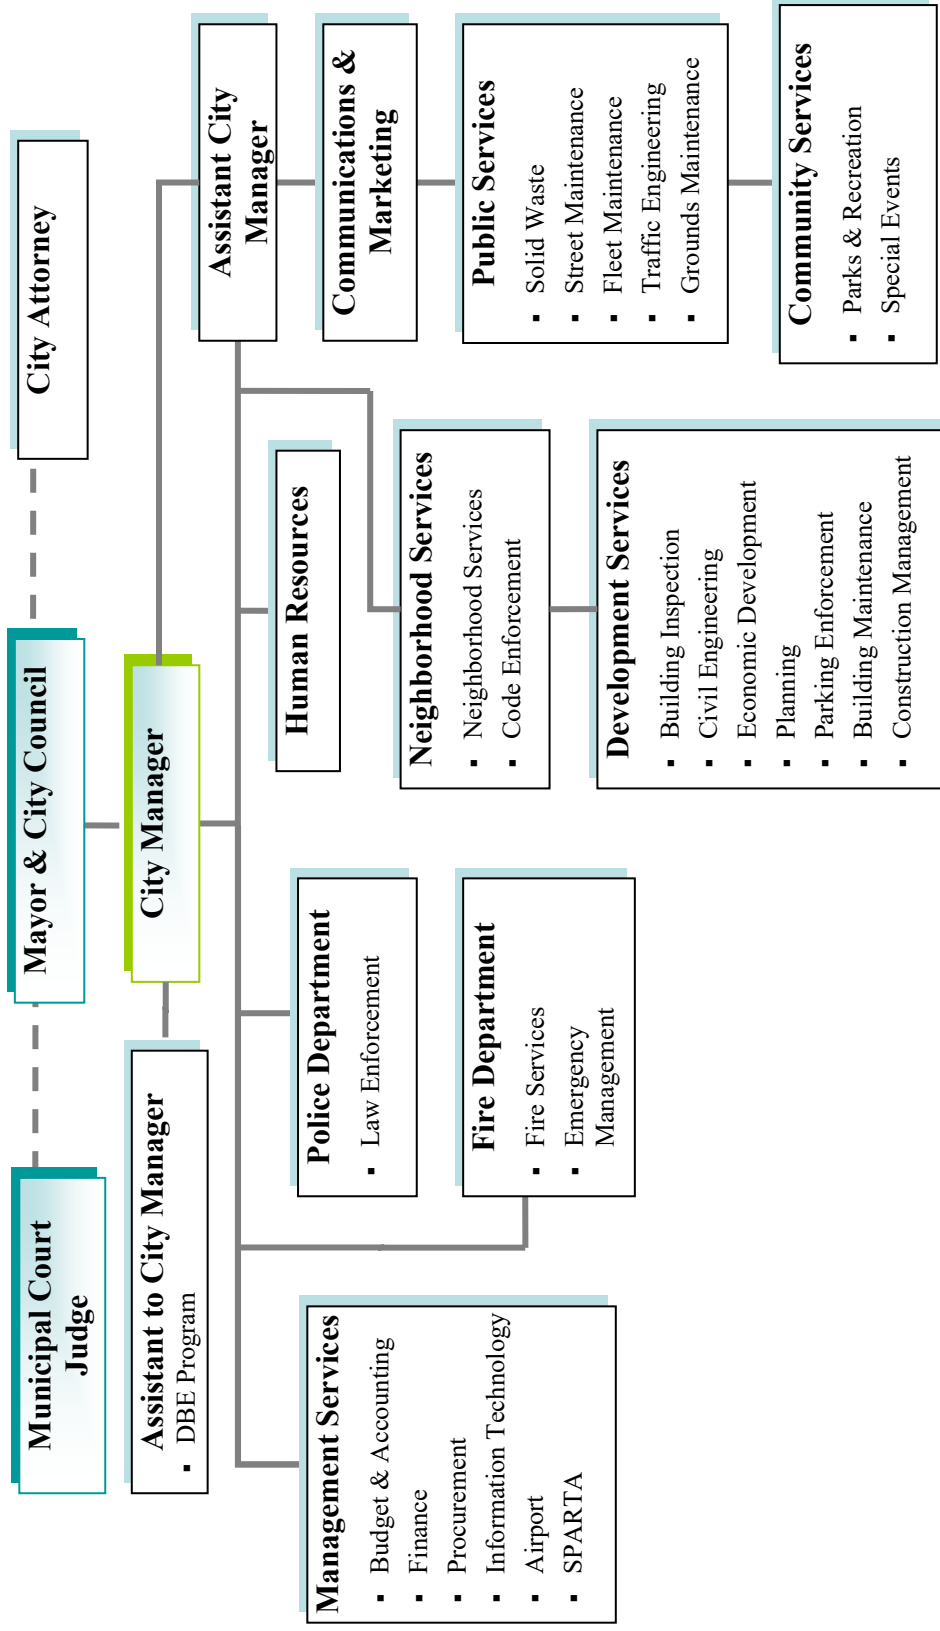 Municipal Court
Judge
Mayor & City Council
City Attorney
Assistant to City Manager
▪ DBE Program
City Manager
Assistant City
Manager
Management Services
▪ Budget & Accounting
▪ Finance
▪ Procurement
▪ Information Technology
▪ Airport
▪ SPARTA
Police Department
▪ Law Enforcement
Fire Department
▪ Fire Services
▪ Emergency
Management
Human Resources
Neighborhood Services
▪ Neighborhood Services
▪ Code Enforcement
Development Services
▪ Building Inspection
▪ Civil Engineering
▪ Economic Development
▪ Planning
▪ Parking Enforcement
▪ Building Maintenance
▪ Construction Management
Communications &
Marketing
Public Services
▪ Solid Waste
▪ Street Maintenance
▪ Fleet Maintenance
▪ Traffic Engineering
▪ Grounds Maintenance
Community Services
▪ Parks & Recreation
▪ Special Events